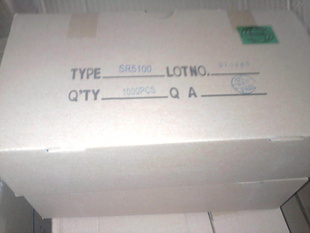 TYPE SR5100 LOTNO.
Q'TY 1000PCS Q A